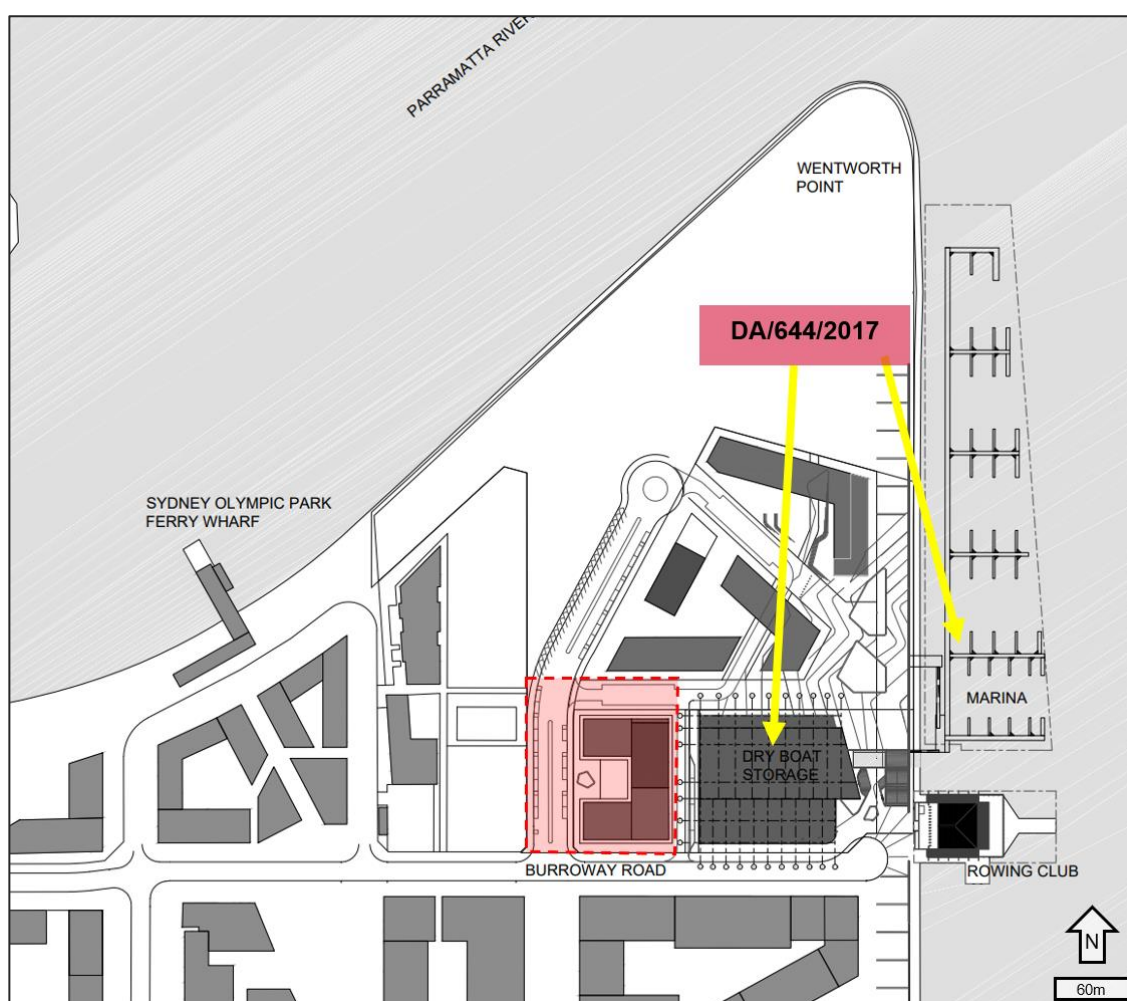 PARRAMATTA RIVER
WENTWORTH
POINT
DA/644/2017
SYDNEY OLYMPIC PARK
FERRY WHARF
MARINA
DRY BOAT
STORAGE
BURROWAY ROAD
ROWING CLUB
N
60m